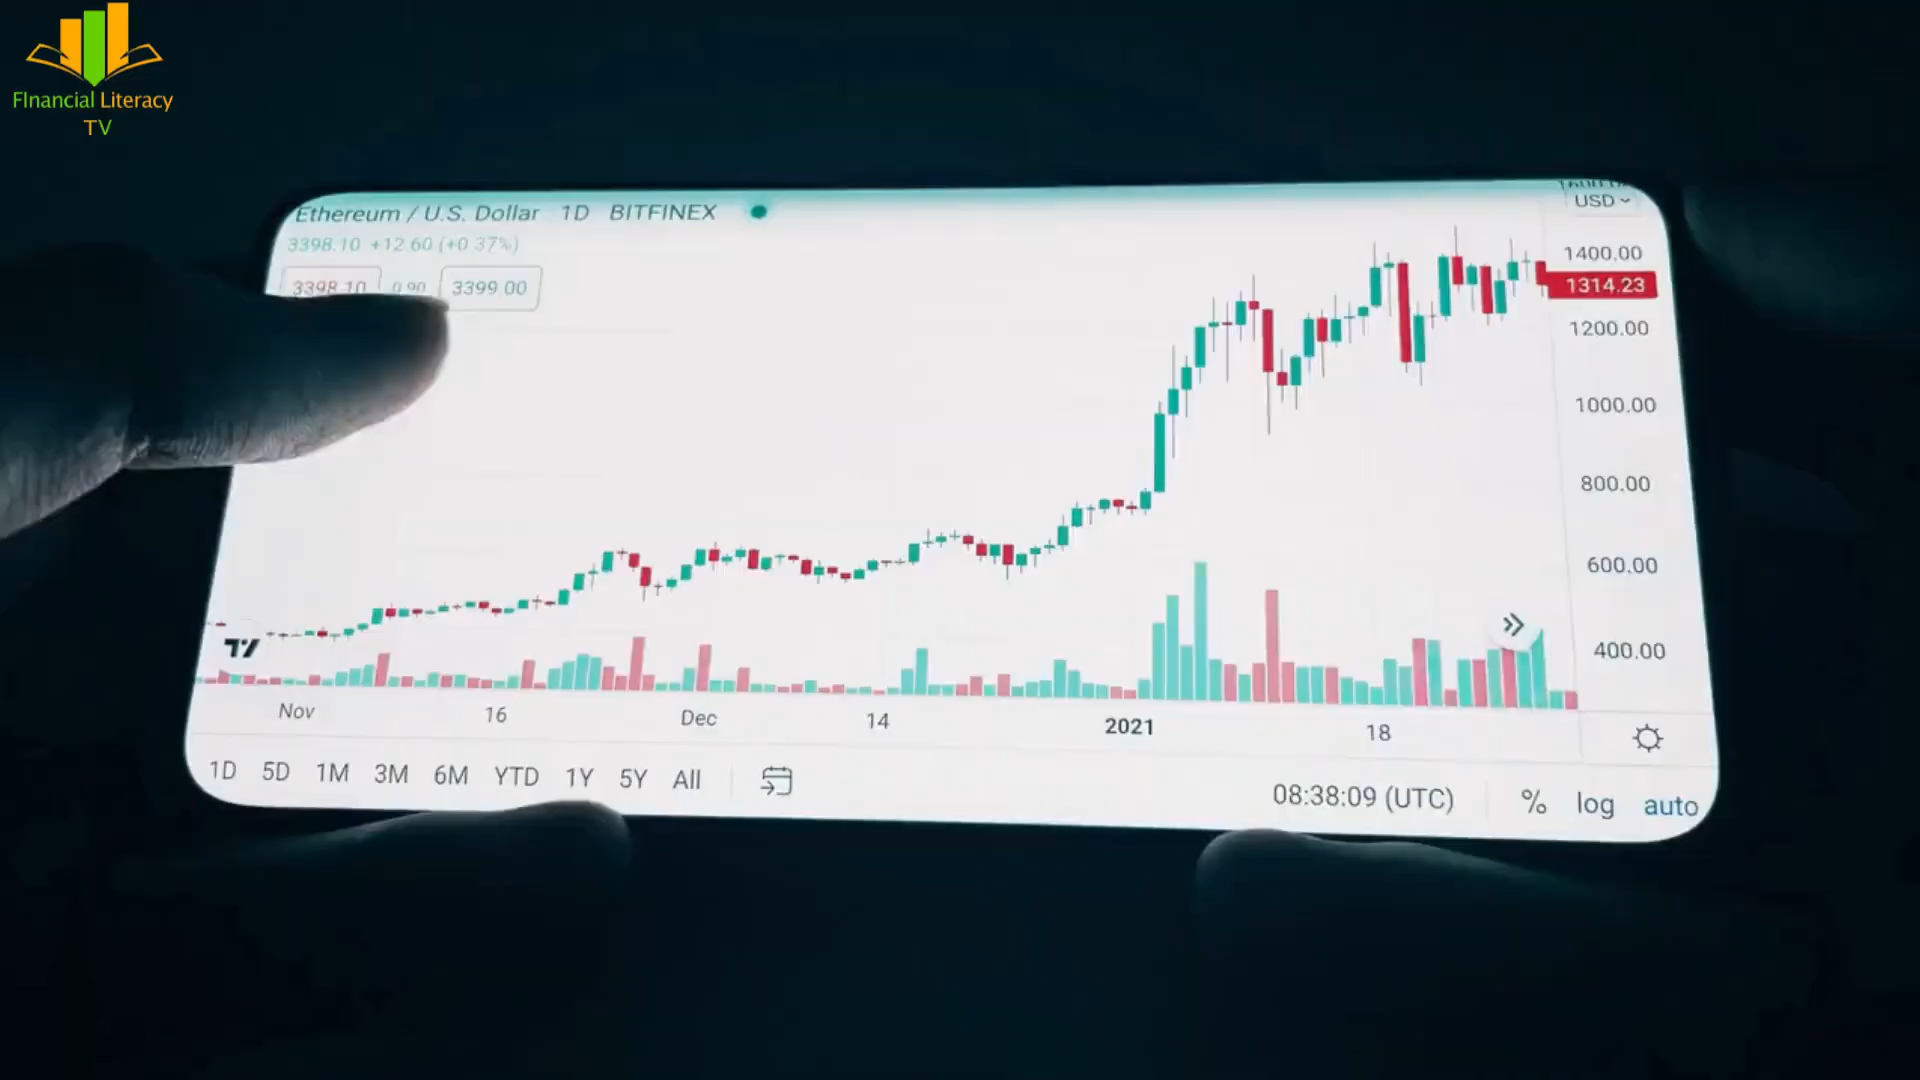 FInancial Literacy
TV
Ethereum / U.S. Dollar 1D BITFINEX
USD
3398.10 +12.60 (+0.37%)
3398.10 0.90 3399.00
1400.00
1314.23
1200.00
1000.00
800.00
600.00
400.00
Nov 16 Dec 14 2021 18
1D 5D 1M 3M 6M YTD 1Y 5Y All
08:38:09 (UTC) % log auto